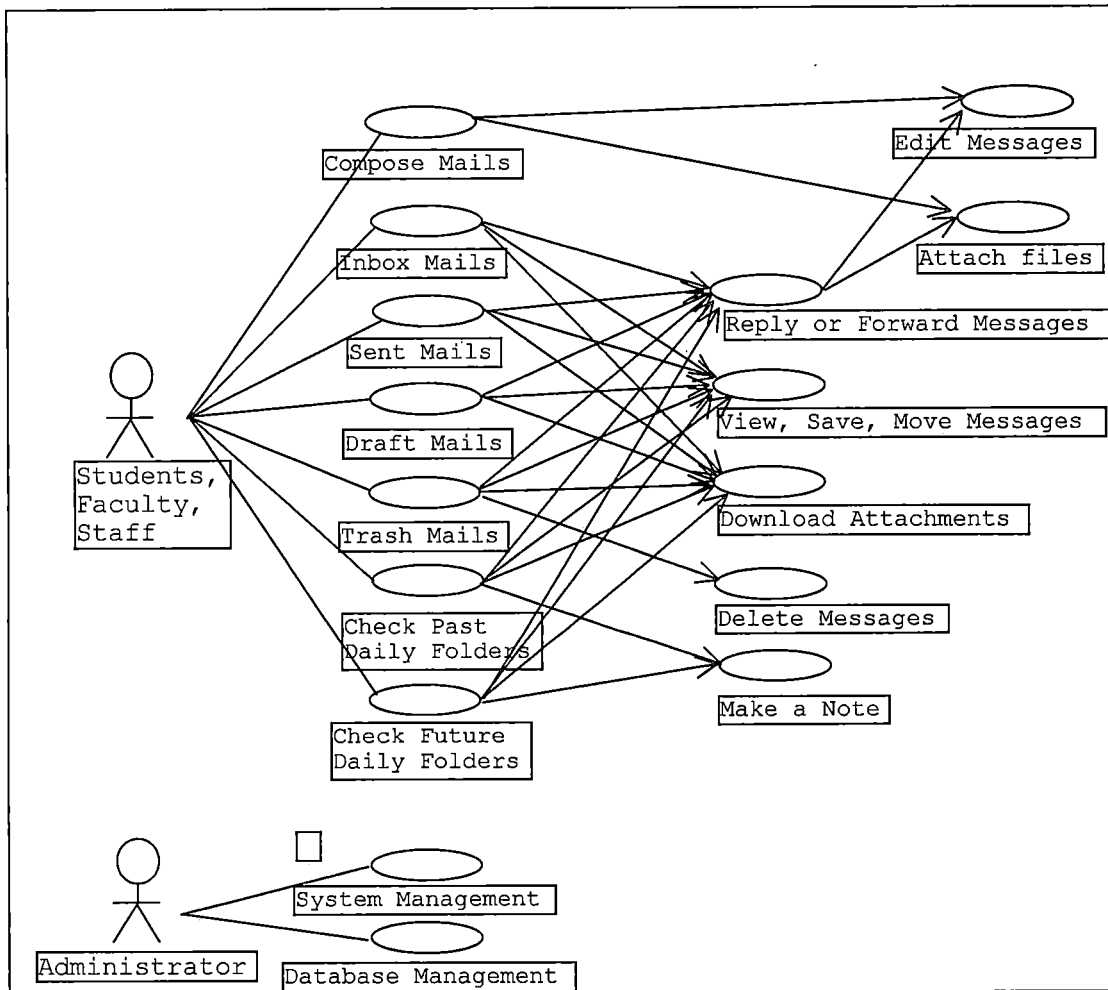 Compose Mails
Edit Messages
Inbox Mails
Attach files
Sent Mails
Reply or Forward Messages
Draft Mails
View, Save, Move Messages
Students,
Faculty,
Staff
Trash Mails
Download Attachments
Check Past
Daily Folders
Delete Messages
Make a Note
Check Future
Daily Folders
System Management
Administrator
Database Management